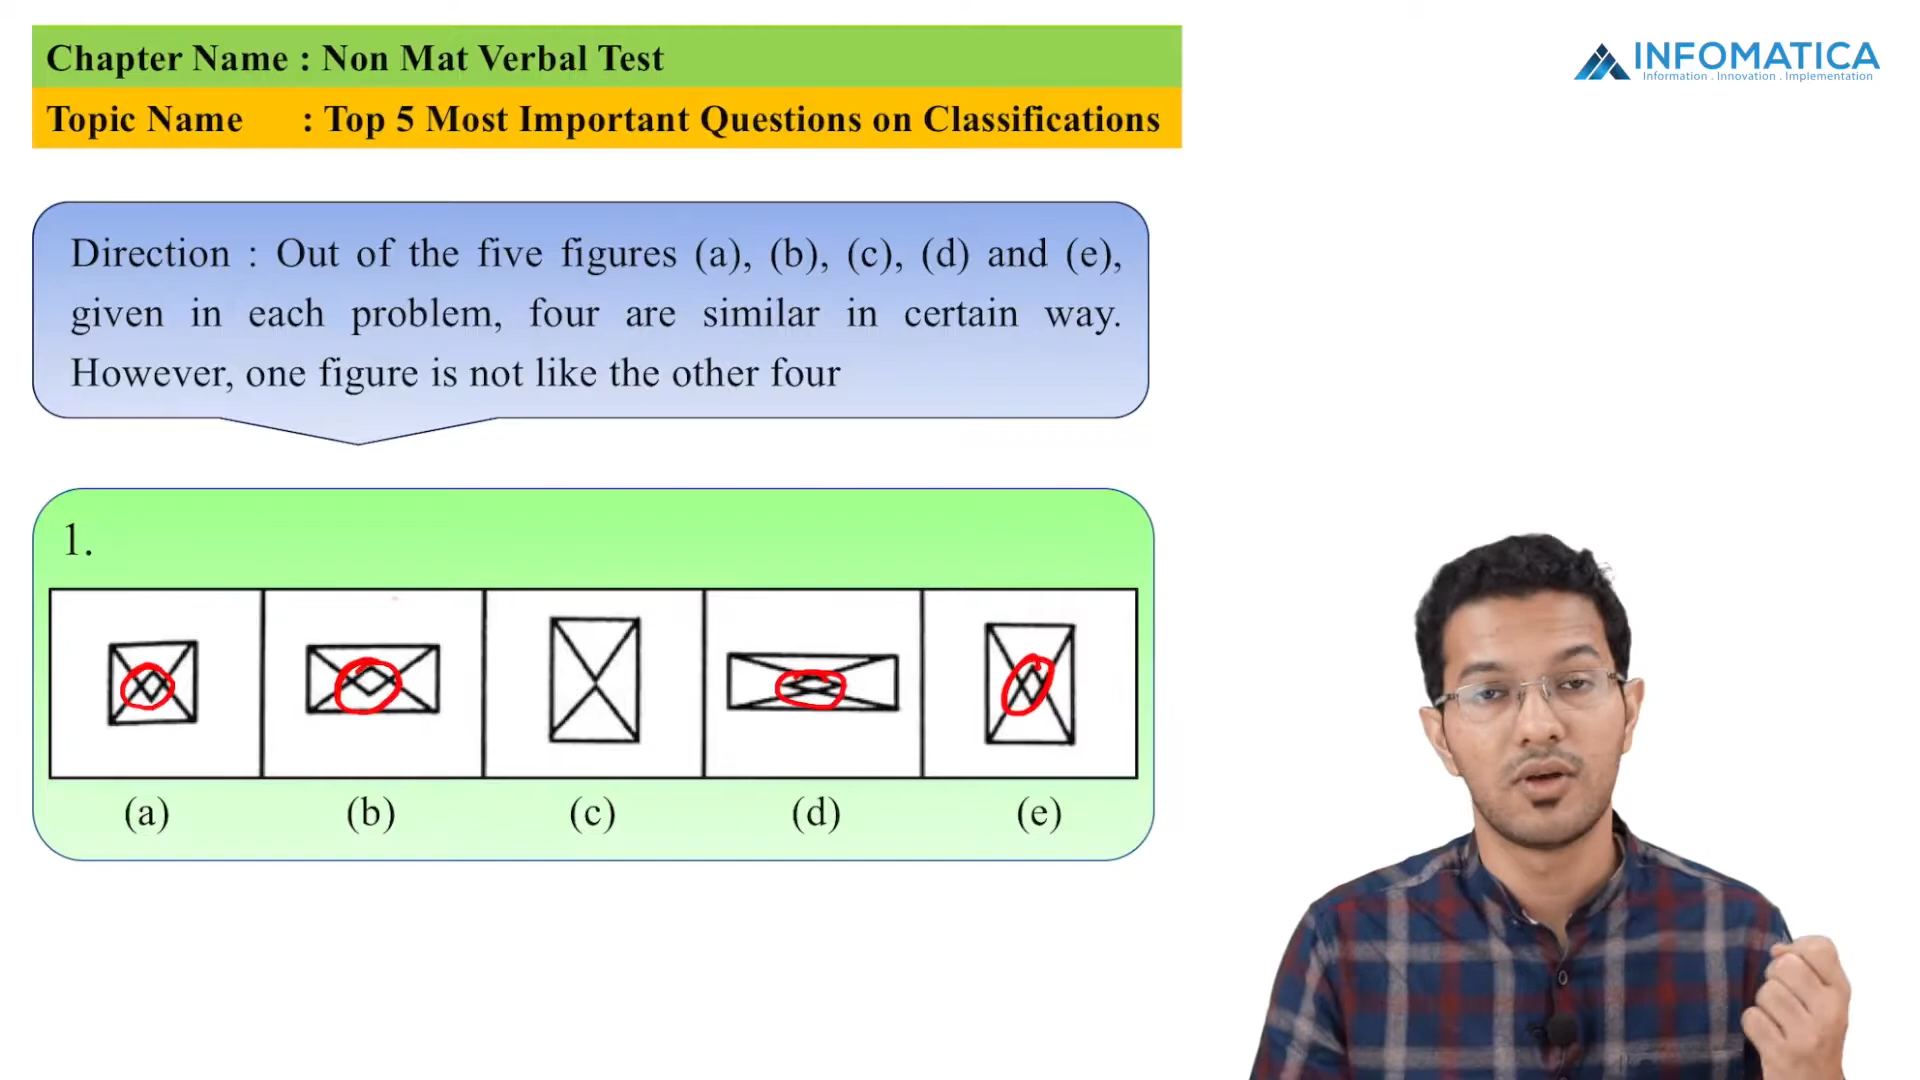 Chapter Name : Non Mat Verbal Test
INFOMATICA
Information . Innovation . Implementation
Topic Name : Top 5 Most Important Questions on Classifications
Direction : Out of the five figures (a), (b), (c), (d) and (e),
given in each problem, four are similar in certain way.
However, one figure is not like the other four
1.
(a) (b) (c) (d) (e)